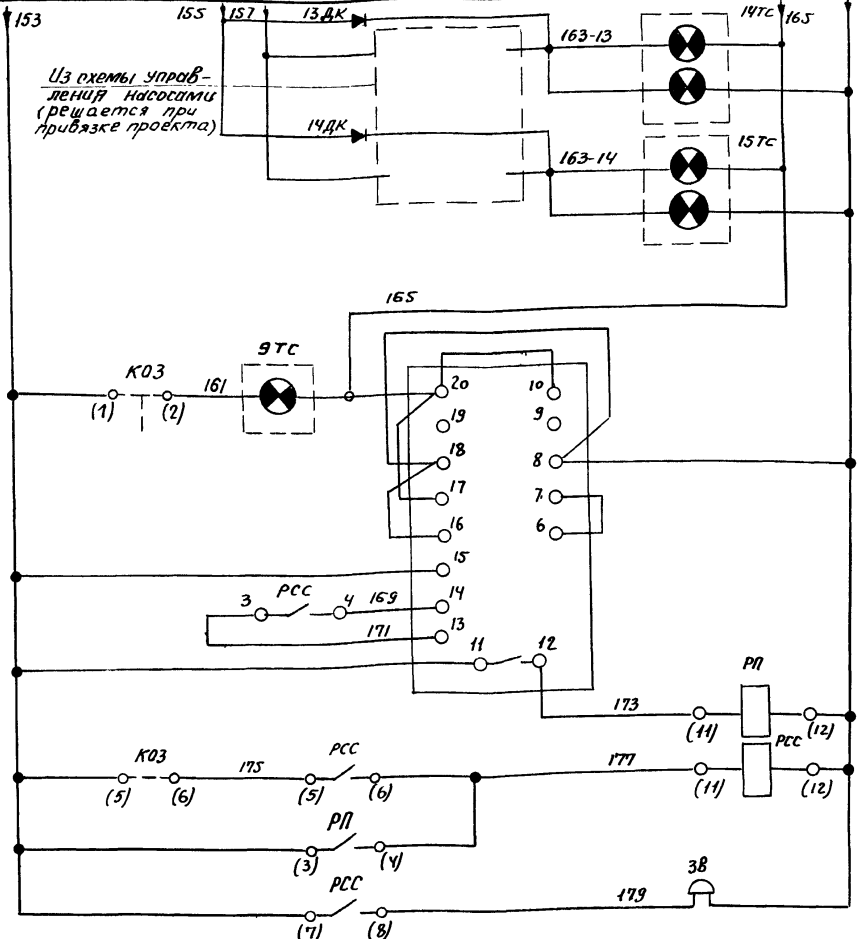 153
155
157
13ДК
14ТС
165
163-13
Из схемы управ-
ления насосами
(решается при
привязке проекта)
14ДК
163-14
15ТС
165
9ТС
КОЗ
161
(1)
(2)
20
10
19
9
18
8
17
7
16
6
15
РСС
3
4
169
14
171
13
11
12
РП
173
(11)
(12)
РСС
КОЗ
РСС
175
177
(5)
(6)
(5)
(6)
(11)
(12)
РП
(3)
(4)
РСС
ЗВ
179
(7)
(8)